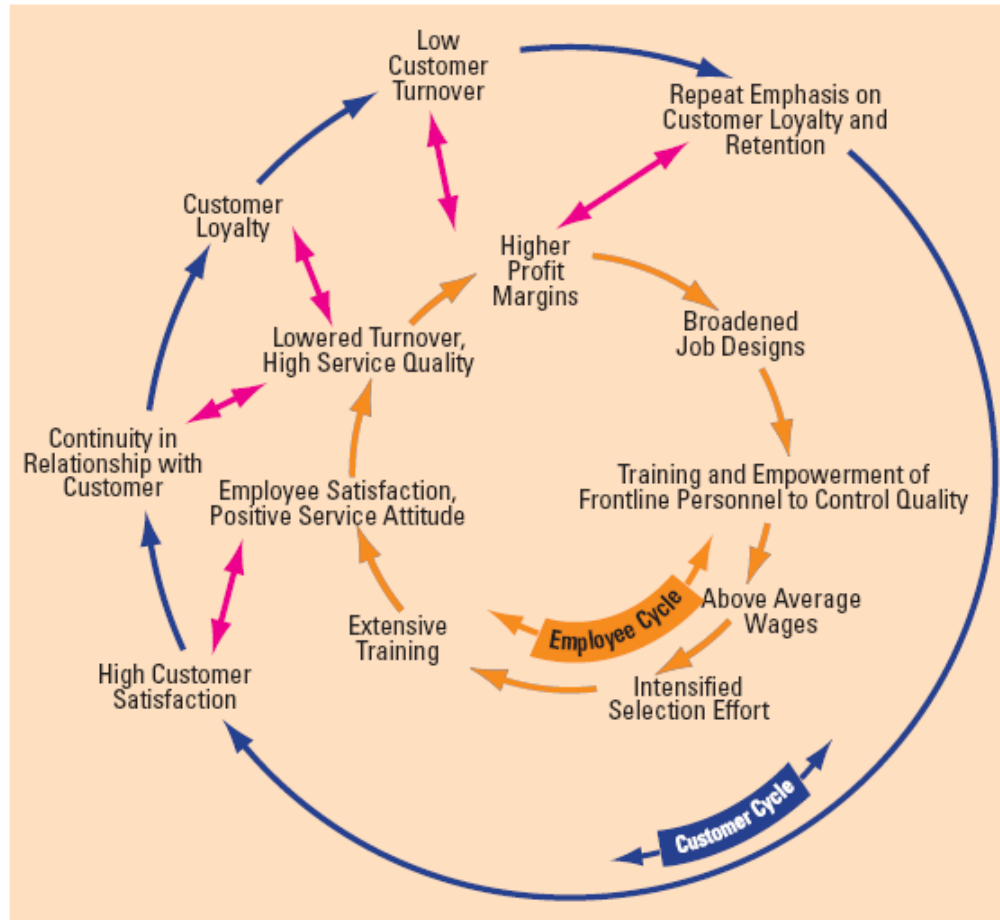 Low
Customer
Turnover
Repeat Emphasis on
Customer Loyalty and
Retention
Customer
Loyalty
Higher
Profit
Margins
Lowered Turnover,
High Service Quality
Broadened
Job Designs
Continuity in
Relationship with
Customer
Employee Satisfaction,
Positive Service Attitude
Training and Empowerment of
Frontline Personnel to Control Quality
Extensive
Training
Employee Cycle
Above Average
Wages
High Customer
Satisfaction
Intensified
Selection Effort
Customer Cycle